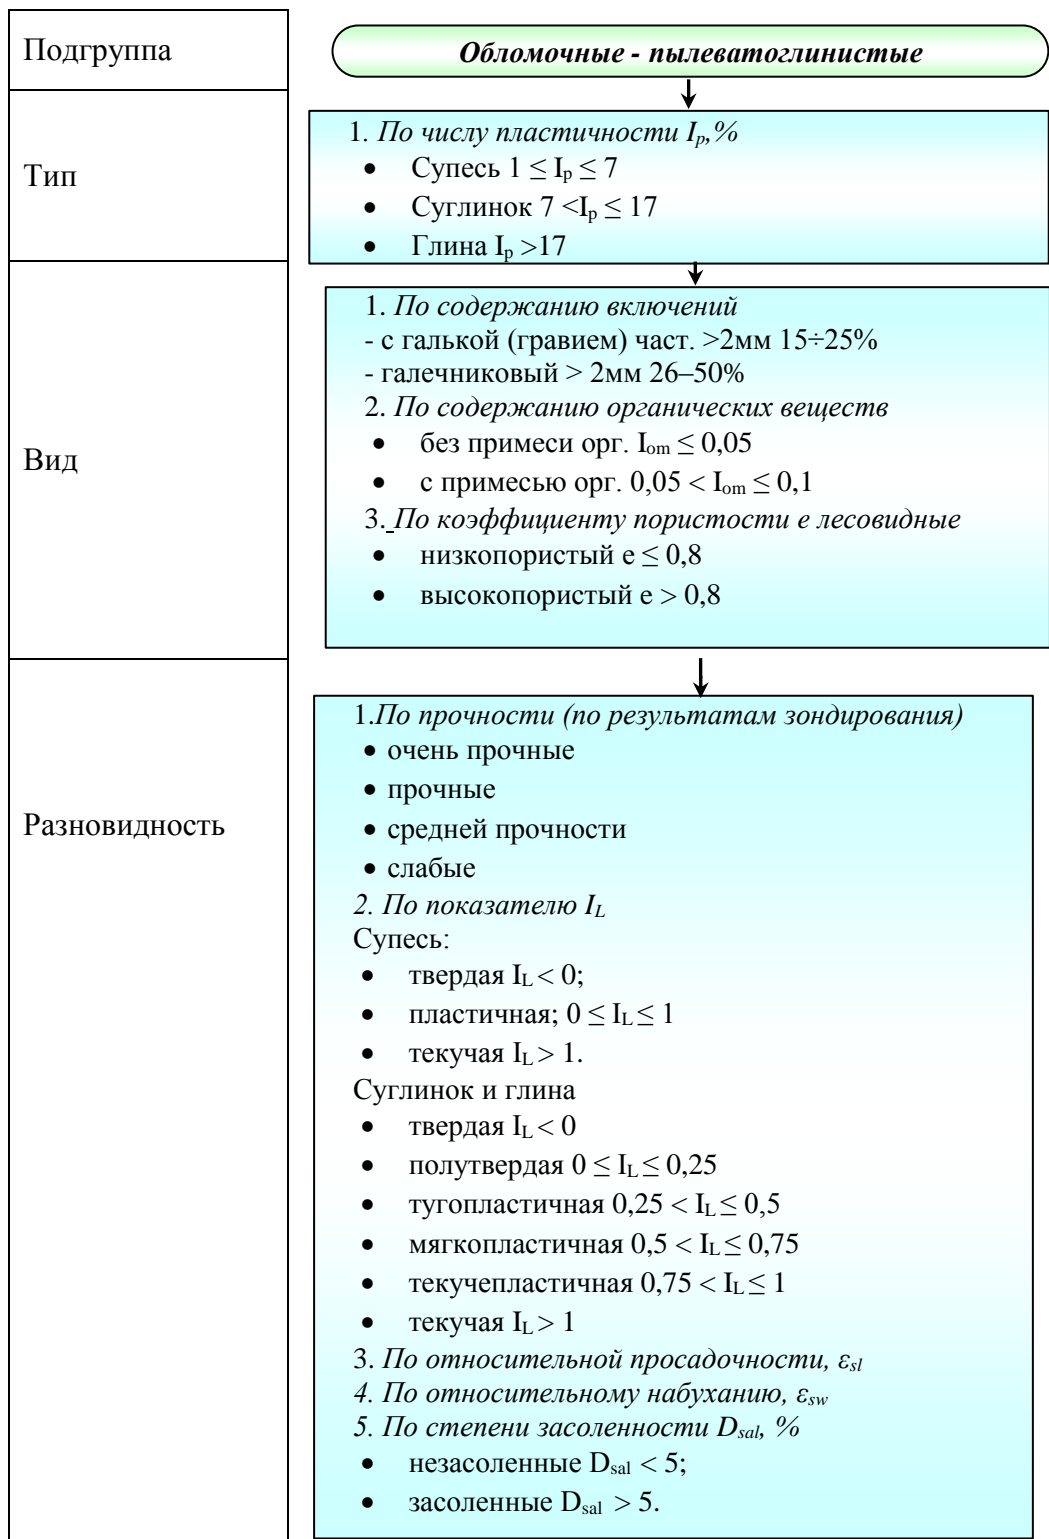 Подгруппа
Обломочные - пылеватоглинистые
Тип
1. По числу пластичности Ip,%
• Супесь 1 ≤ Ip ≤ 7
• Суглинок 7 <Ip ≤ 17
• Глина Ip >17
Вид
1. По содержанию включений
- с галькой (гравием) част. >2мм 15÷25%
- галечниковый > 2мм 26–50%
2. По содержанию органических веществ
• без примеси орг. Iom ≤ 0,05
• с примесью орг. 0,05 < Iom ≤ 0,1
3. По коэффициенту пористости е лесовидные
• низкопористый е ≤ 0,8
• высокопористый е > 0,8
Разновидность
1.По прочности (по результатам зондирования)
• очень прочные
• прочные
• средней прочности
• слабые
2. По показателю IL
Супесь:
• твердая IL < 0;
• пластичная; 0 ≤ IL ≤ 1
• текучая IL > 1.
Суглинок и глина
• твердая IL < 0
• полутвердая 0 ≤ IL ≤ 0,25
• тугопластичная 0,25 < IL ≤ 0,5
• мягкопластичная 0,5 < IL ≤ 0,75
• текучепластичная 0,75 < IL ≤ 1
• текучая IL > 1
3. По относительной просадочности, εsl
4. По относительному набуханию, εsw
5. По степени засоленности Dsal, %
• незасоленные Dsal < 5;
• засоленные Dsal > 5.